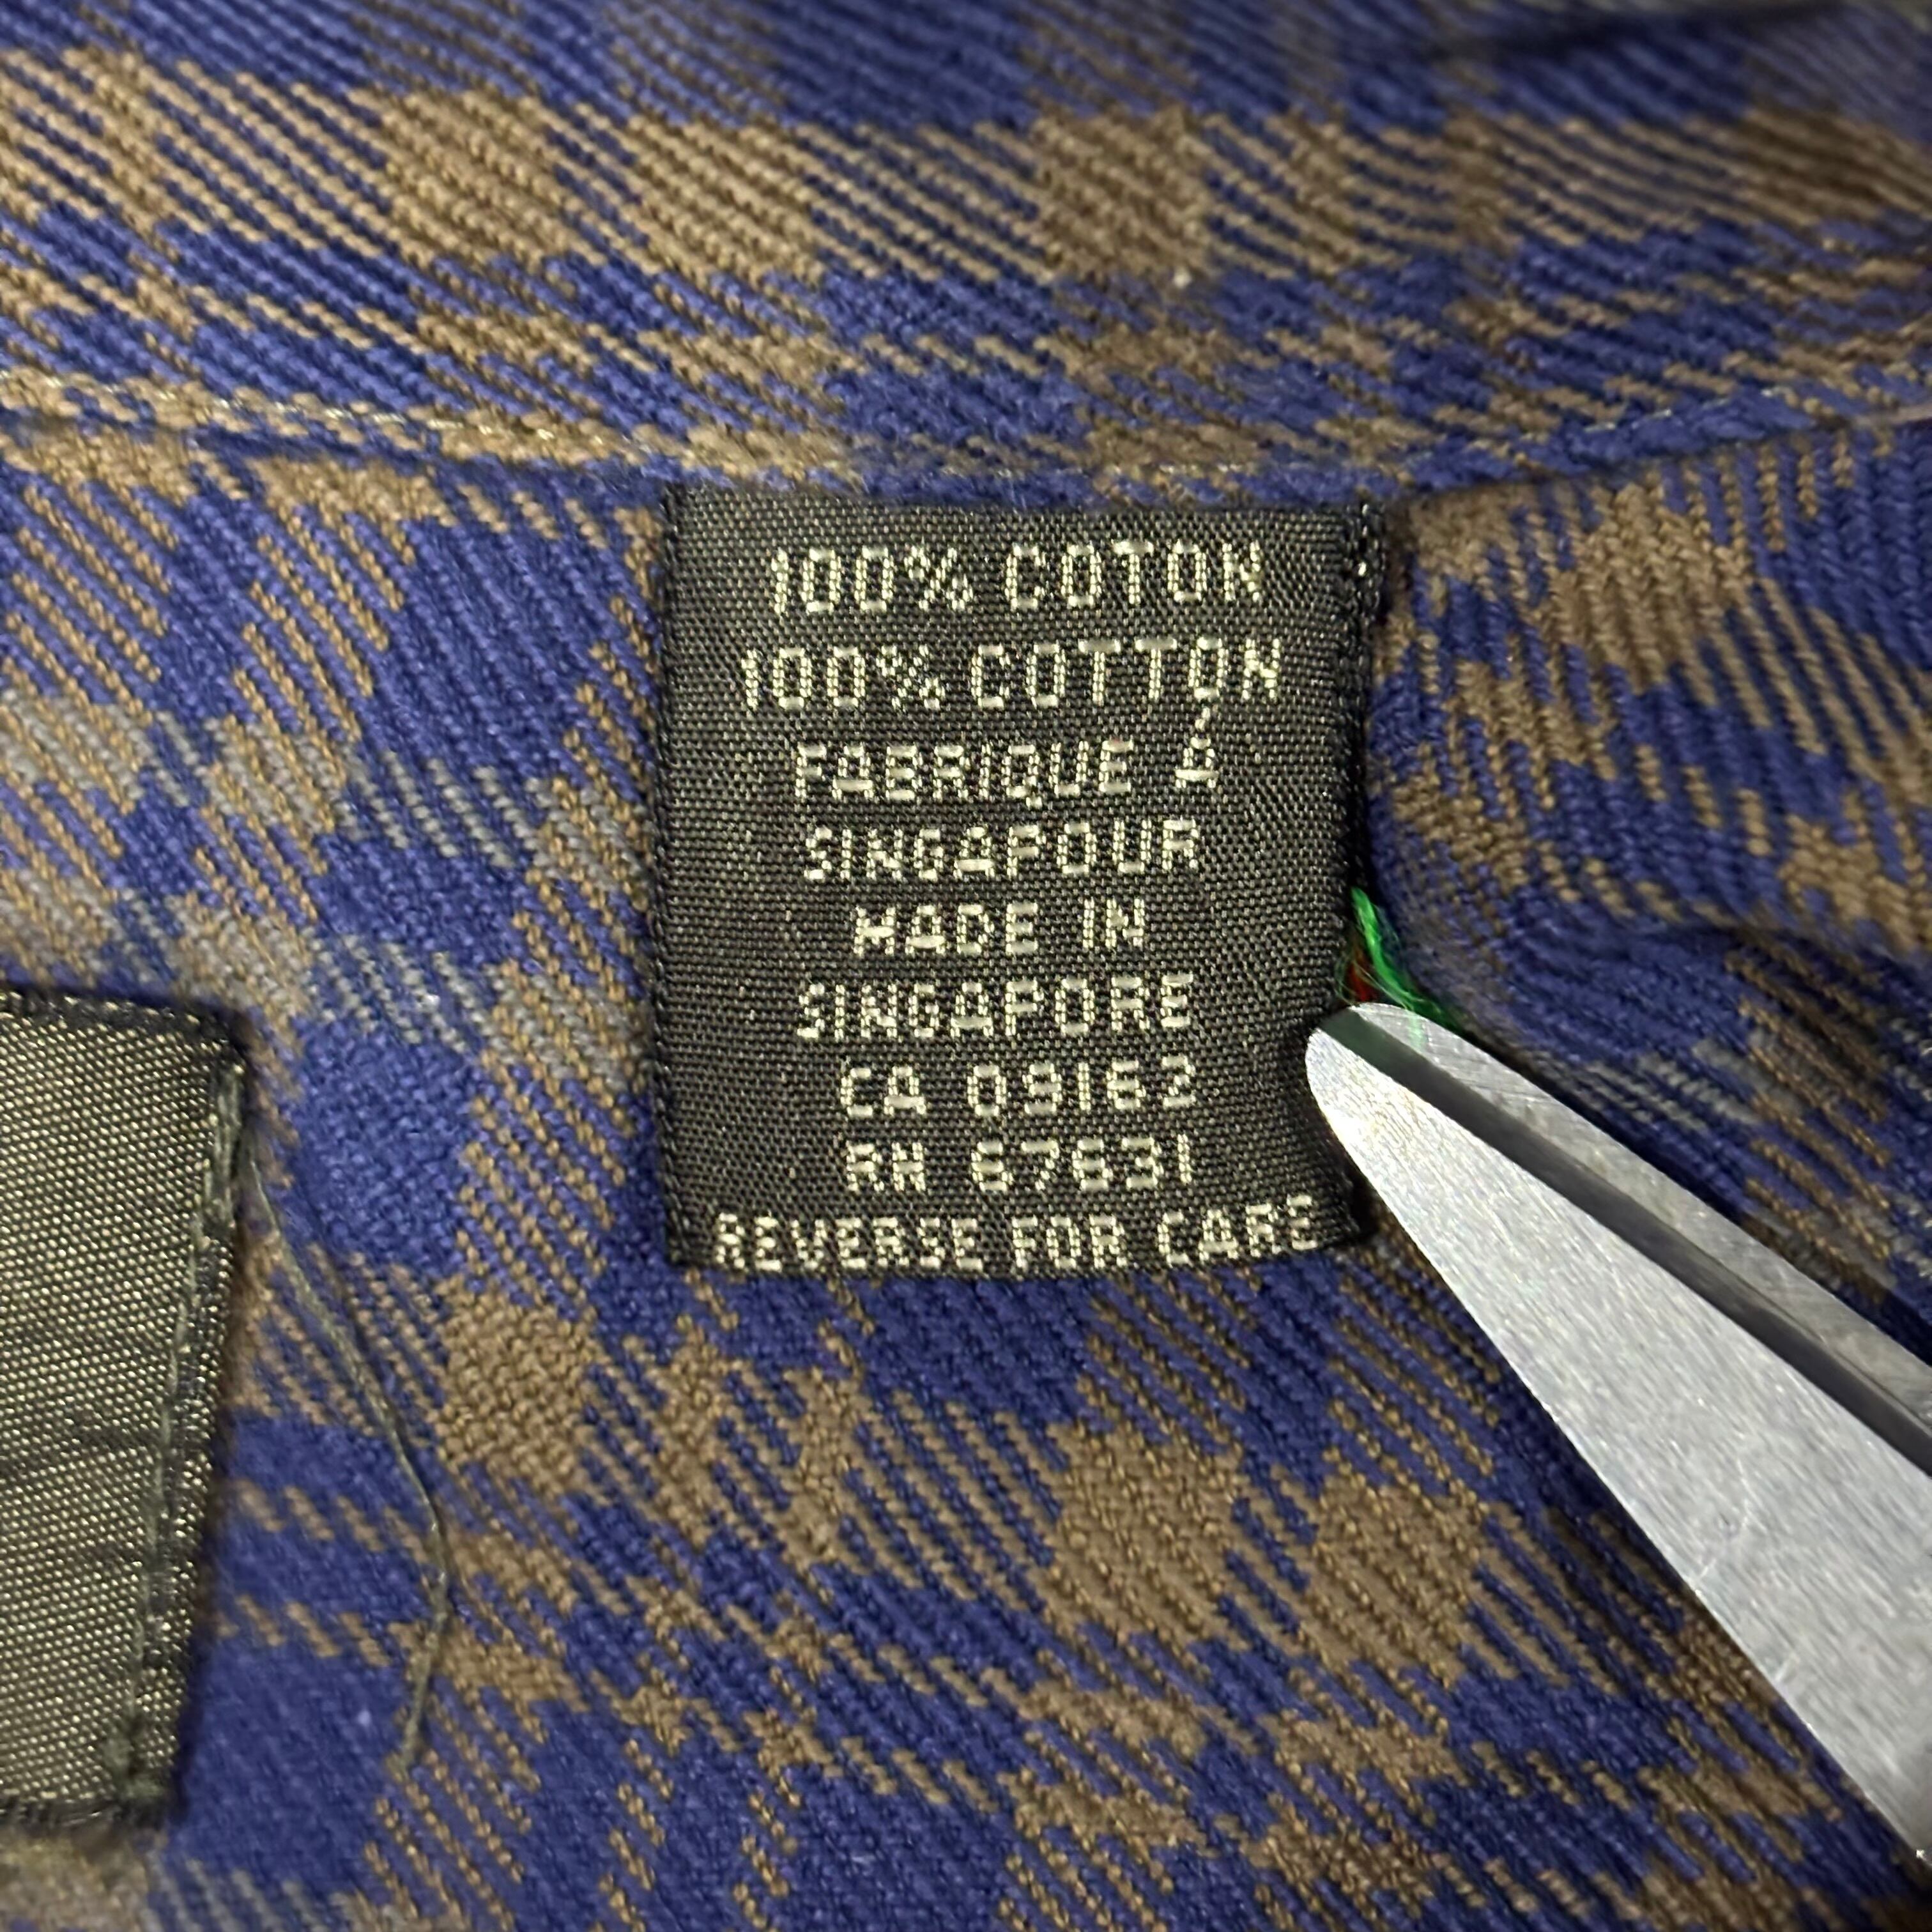 100% COTON
100% COTTON
FABRIQUE Á
SINGAPOUR
MADE IN
SINGAPORE
CA 09162
RN 67631
REVERSE FOR CARE